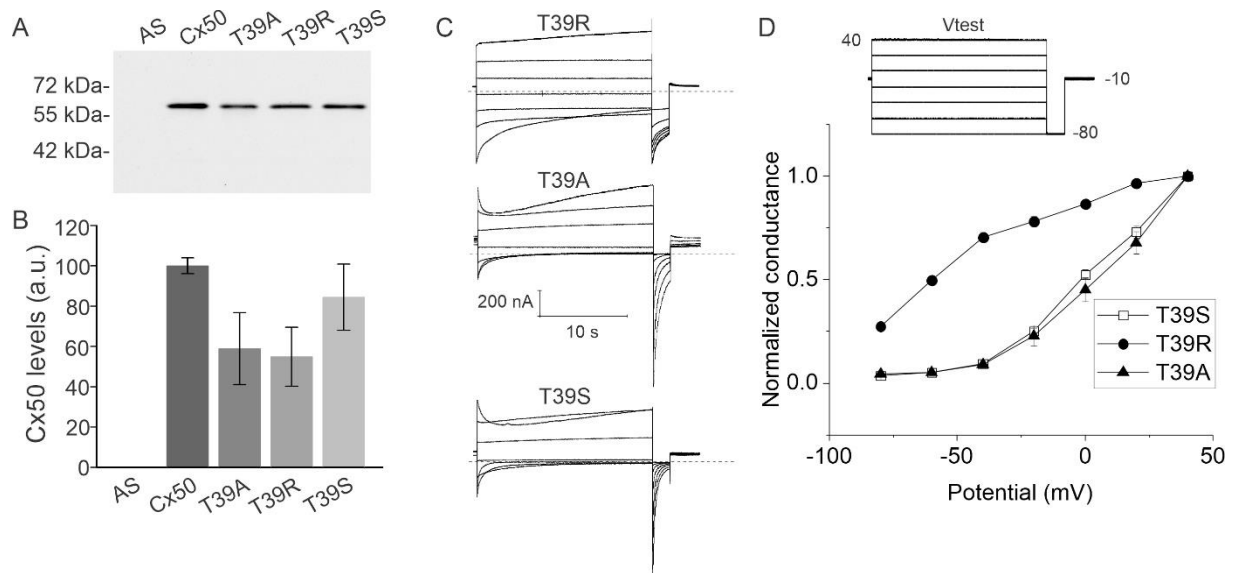 A
AS Cx50 T39A T39R T39S
72 kDa-
55 kDa-
42 kDa-
B
Cx50 levels (a.u.)
120
100
80
60
40
20
0
AS Cx50 T39A T39R T39S
C
T39R
T39A
200 nA
10 s
T39S
D
Vtest
40
-10
-80
Normalized conductance
1.0
0.5
0.0
T39S
T39R
T39A
-100 -50 0 50
Potential (mV)